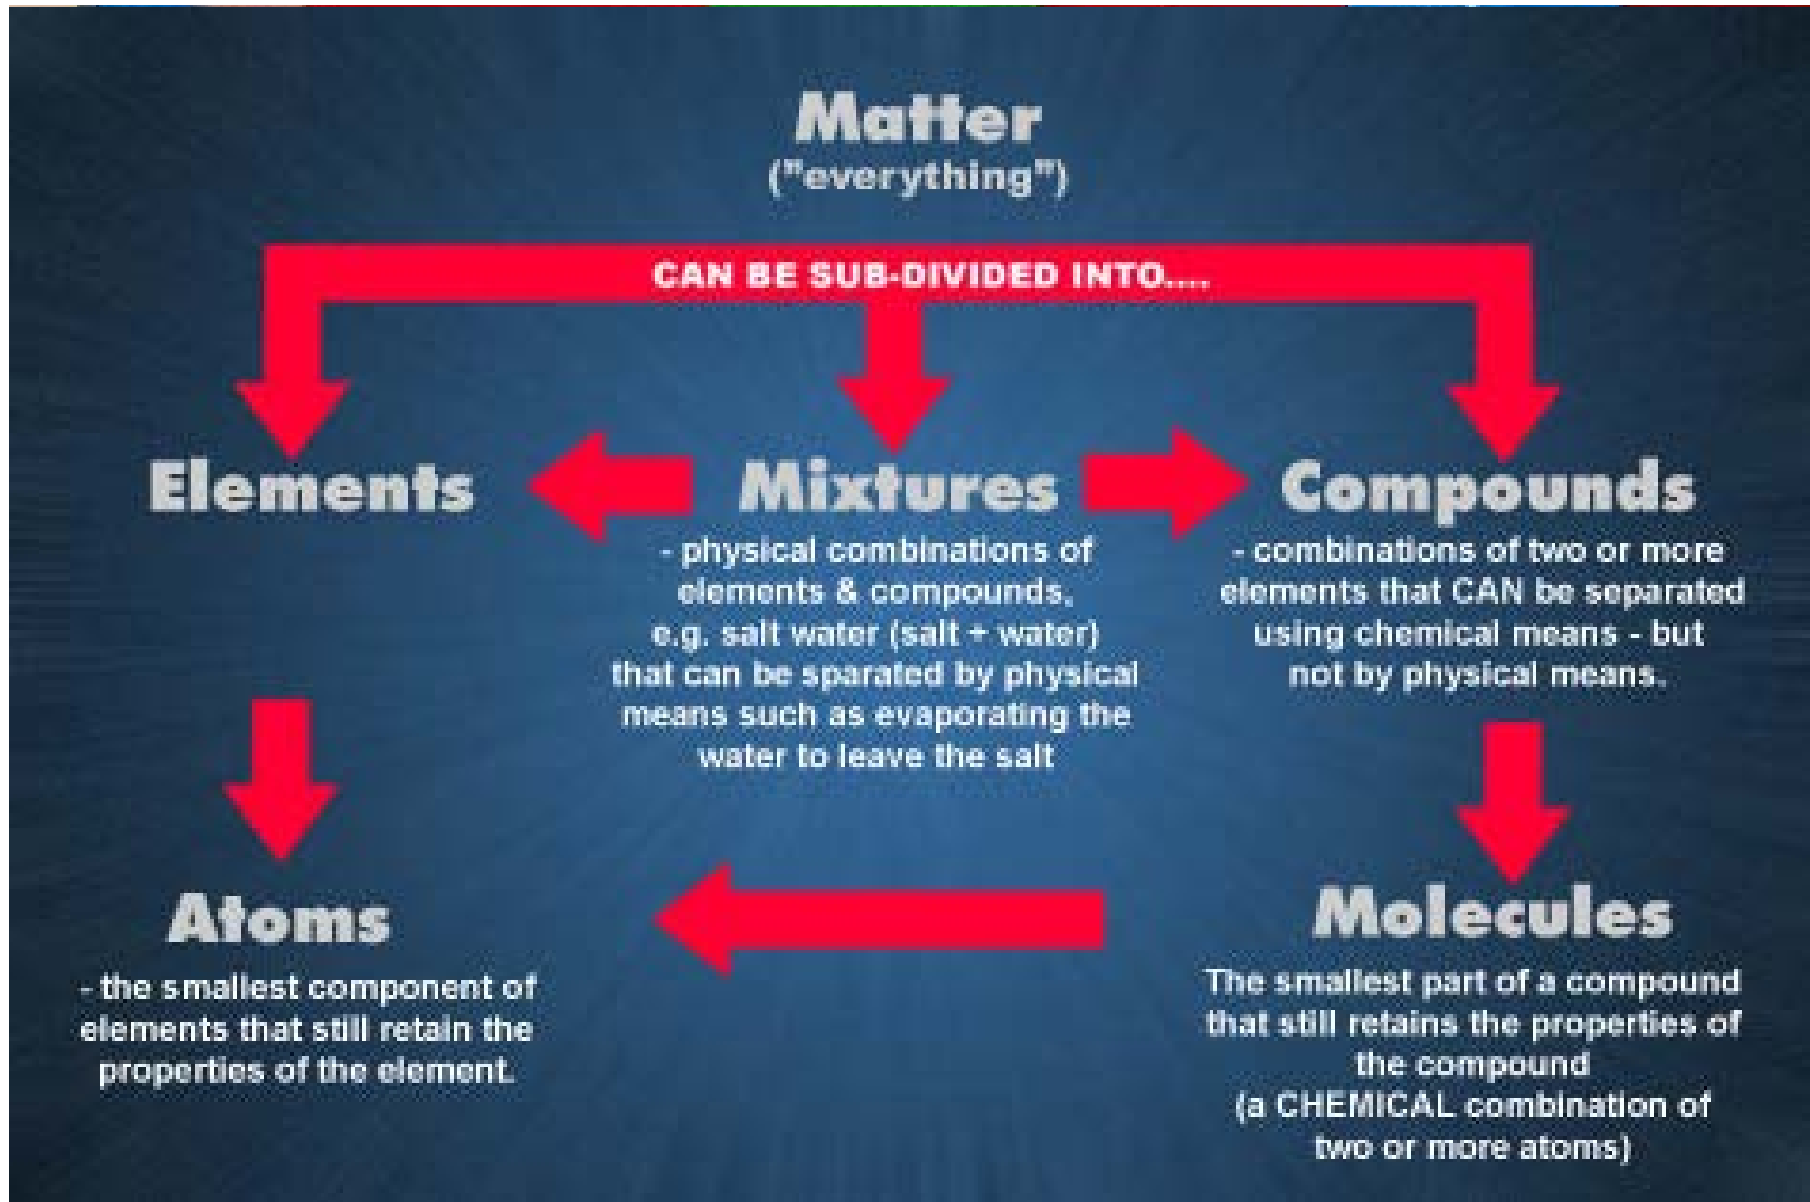 Matter
("everything")
CAN BE SUB-DIVIDED INTO....
Elements
Mixtures
- physical combinations of
elements & compounds,
e.g. salt water (salt + water)
that can be sparated by physical
means such as evaporating the
water to leave the salt
Compounds
- combinations of two or more
elements that CAN be separated
using chemical means - but
not by physical means.
Atoms
- the smallest component of
elements that still retain the
properties of the element.
Molecules
The smallest part of a compound
that still retains the properties of
the compound
(a CHEMICAL combination of
two or more atoms)